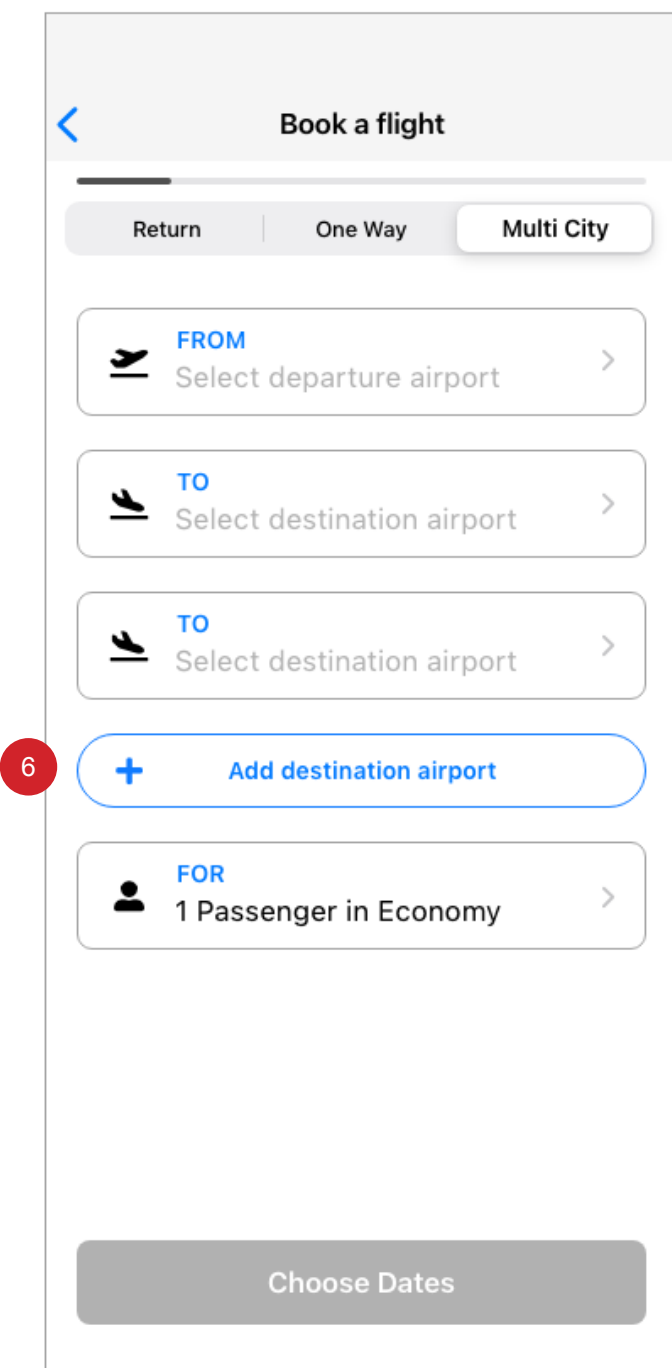 Book a flight
Return One Way Multi City
FROM
Select departure airport
TO
Select destination airport
TO
Select destination airport
6
Add destination airport
FOR
1 Passenger in Economy
Choose Dates